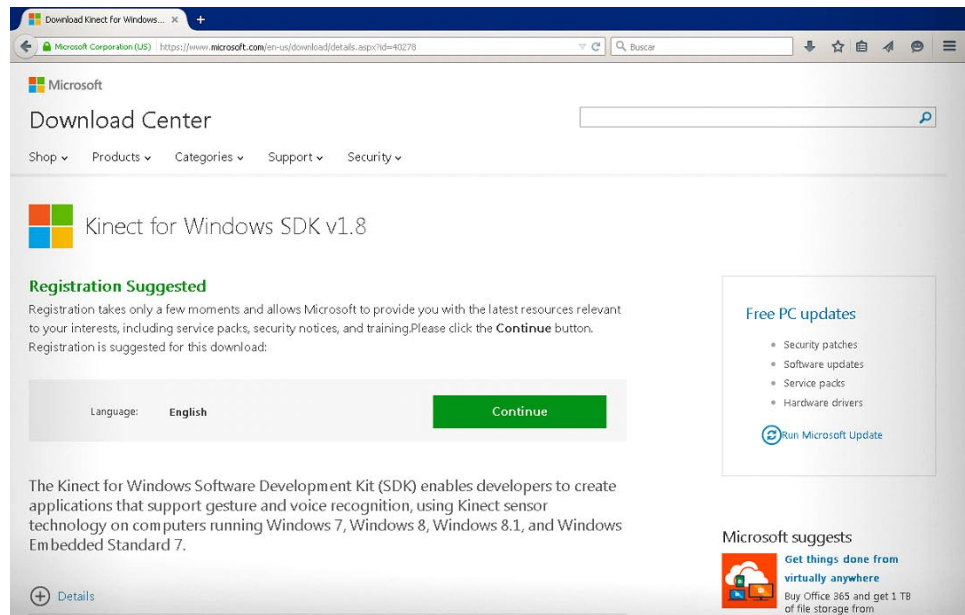 Download Kinect for Windows... ×
+
Microsoft Corporation (US) https://www.microsoft.com/en-us/download/details.aspx?id=40278
Buscar
Microsoft
Download Center
Shop Products Categories Support Security
Kinect for Windows SDK v1.8
Registration Suggested
Registration takes only a few moments and allows Microsoft to provide you with the latest resources relevant
to your interests, including service packs, security notices, and training.Please click the Continue button.
Registration is suggested for this download:
Language: English Continue
The Kinect for Windows Software Development Kit (SDK) enables developers to create
applications that support gesture and voice recognition, using Kinect sensor
technology on computers running Windows 7, Windows 8, Windows 8.1, and Windows
Embedded Standard 7.
Details
Free PC updates
Security patches
Software updates
Service packs
Hardware drivers
Run Microsoft Update
Microsoft suggests
Get things done from
virtually anywhere
Buy Office 365 and get 1 TB
of file storage from